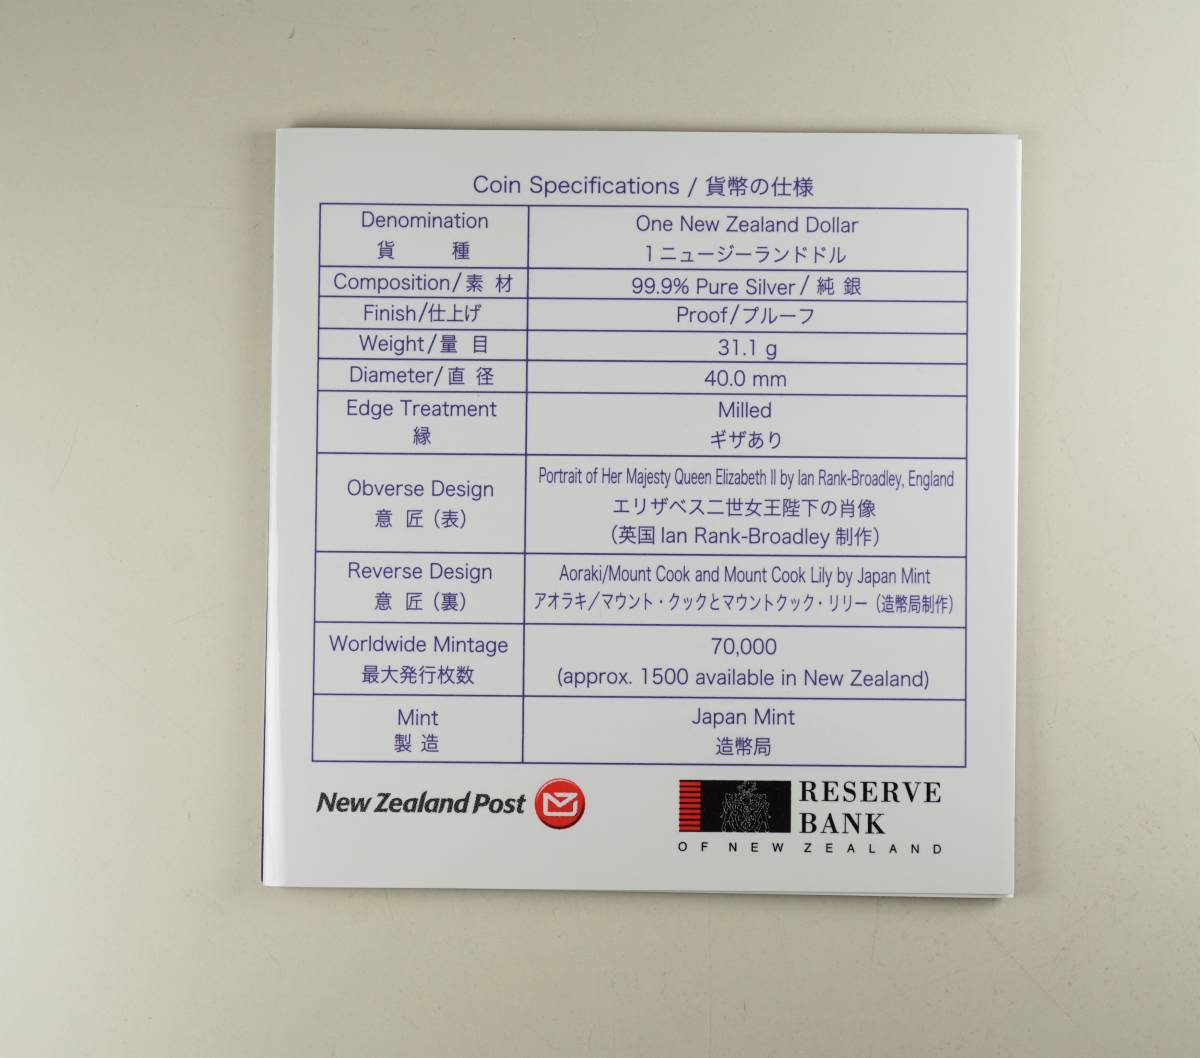 Coin Specifications / 貨幣の仕様
Denomination
貨 種
One New Zealand Dollar
1ニュージーランドドル
Composition/素 材
99.9% Pure Silver/ 純 銀
Finish/仕上げ
Proof/プルーフ
Weight/量 目
31.1 g
Diameter/直 径
40.0 mm
Edge Treatment
縁
Milled
ギザあり
Obverse Design
意 匠(表)
Portrait of Her Majesty Queen Elizabeth II by Ian Rank-Broadley, England
エリザベス二世女王陛下の肖像
(英国 Ian Rank-Broadley 制作)
Reverse Design
意 匠(裏)
Aoraki/Mount Cook and Mount Cook Lily by Japan Mint
アオラキ/マウント・クックとマウントクック・リリー(造幣局制作)
Worldwide Mintage
最大発行枚数
70,000
(approx. 1500 available in New Zealand)
Mint
製 造
Japan Mint
造幣局
New Zealand Post
RESERVE
BANK
OF NEW ZEALAND